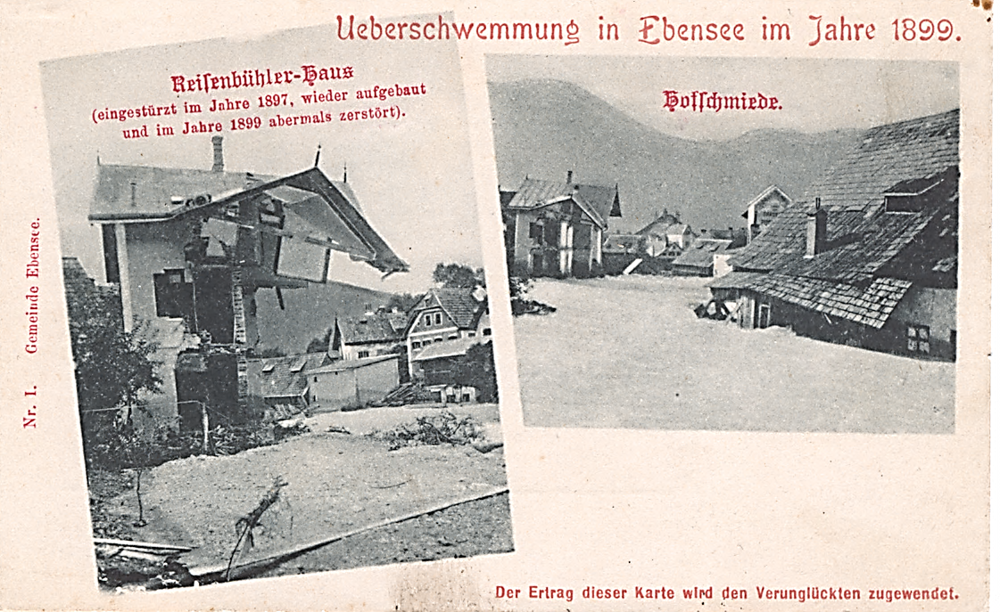 Ueberschwemmung in Ebensee im Jahre 1899.
Reisenbühler-Haus
(eingestürzt im Jahre 1897, wieder aufgebaut
und im Jahre 1899 abermals zerstört).
Hofschmiede.
Nr. I. Gemeinde Ebensee.
Der Ertrag dieser Karte wird den Verunglückten zugewendet.